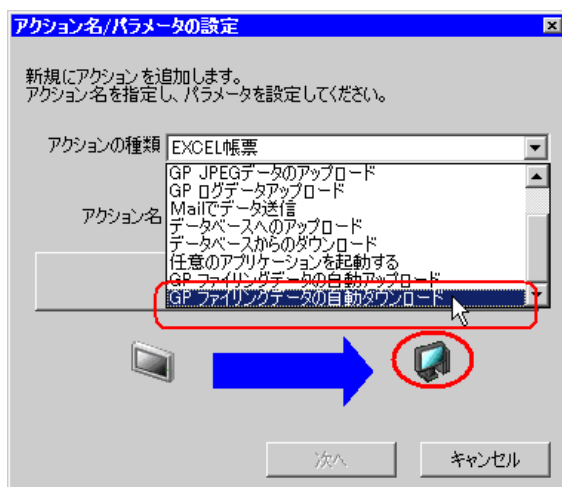 アクション名/パラメータの設定
新規にアクションを追加します。
アクション名を指定し、パラメータを設定してください。
アクションの種類 EXCEL帳票
GP JPEGデータのアップロード
GP ログデータアップロード
Mailでデータ送信
アクション名
データベースへのアップロード
データベースからのダウンロード
任意のアプリケーションを起動する
GP ファイリングデータの自動アップロード
GP ファイリングデータの自動ダウンロード
次へ キャンセル